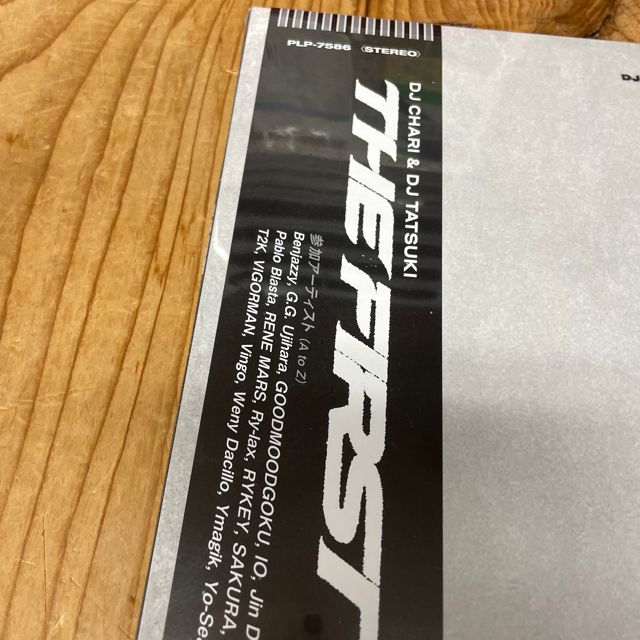 PLP-7586 (STEREO)
DJ CHARI & DJ TATSUKI
THE FIRST
参加アーティスト (A to Z)
Benjazzy, G.G. Ujihara, GOODMOODGOKU, IO, Jin D
Pablo Blasta, RENE MARS, Ry-lax, RYKEY, SAKURA,
T2K, VIGORMAN, Vingo, Weny Dacillo, Ymagik, Yo-Se
DJ